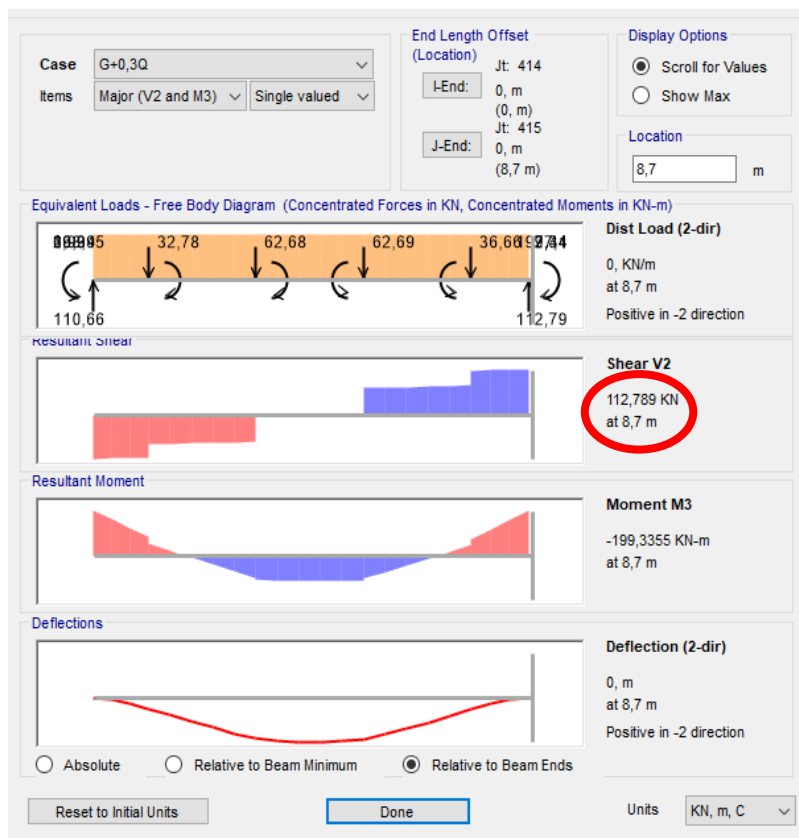 End Length Offset
(Location)
Display Options
Case G+0,3Q
Items Major (V2 and M3) Single valued
Jt: 414
I-End: 0, m
(0, m)
Jt: 415
J-End: 0, m
(8,7 m)
Scroll for Values
Show Max
Location
8,7 m
Equivalent Loads - Free Body Diagram (Concentrated Forces in KN, Concentrated Moments in KN-m)
32,78 62,68 62,69 36,66
110,66 112,79
Dist Load (2-dir)
0, KN/m
at 8,7 m
Positive in -2 direction
Resultant Shear
Shear V2
112,789 KN
at 8,7 m
Resultant Moment
Moment M3
-199,3355 KN-m
at 8,7 m
Deflections
Deflection (2-dir)
0, m
at 8,7 m
Positive in -2 direction
Absolute Relative to Beam Minimum Relative to Beam Ends
Reset to Initial Units Done Units KN, m, C